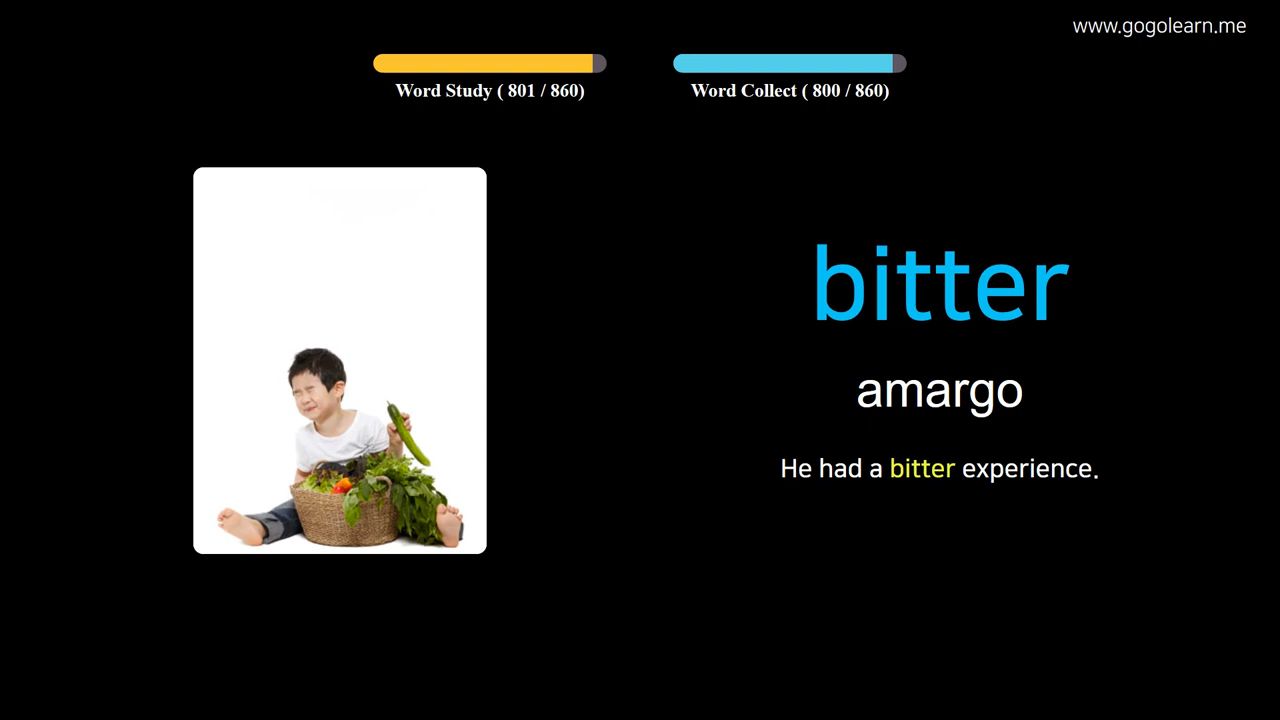 www.gogolearn.me
Word Study ( 801 / 860)
Word Collect ( 800 / 860)
bitter
amargo
He had a bitter experience.